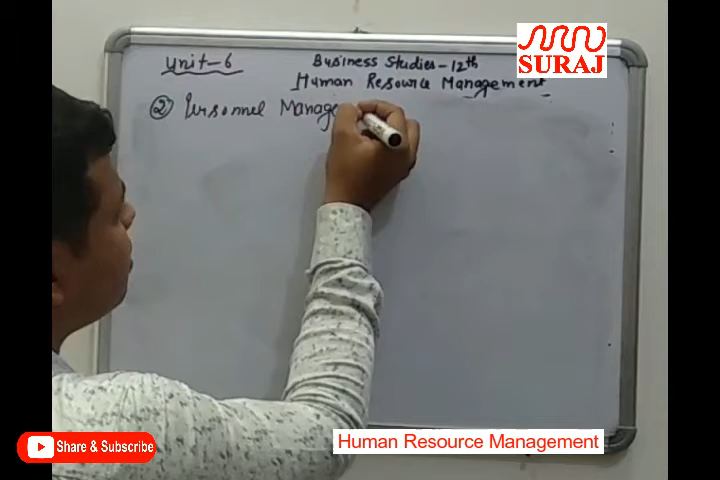 SURAJ
Unit-6
Business Studies-12th
Human Resource Management
② Personnel Manage
Share & Subscribe
Human Resource Management